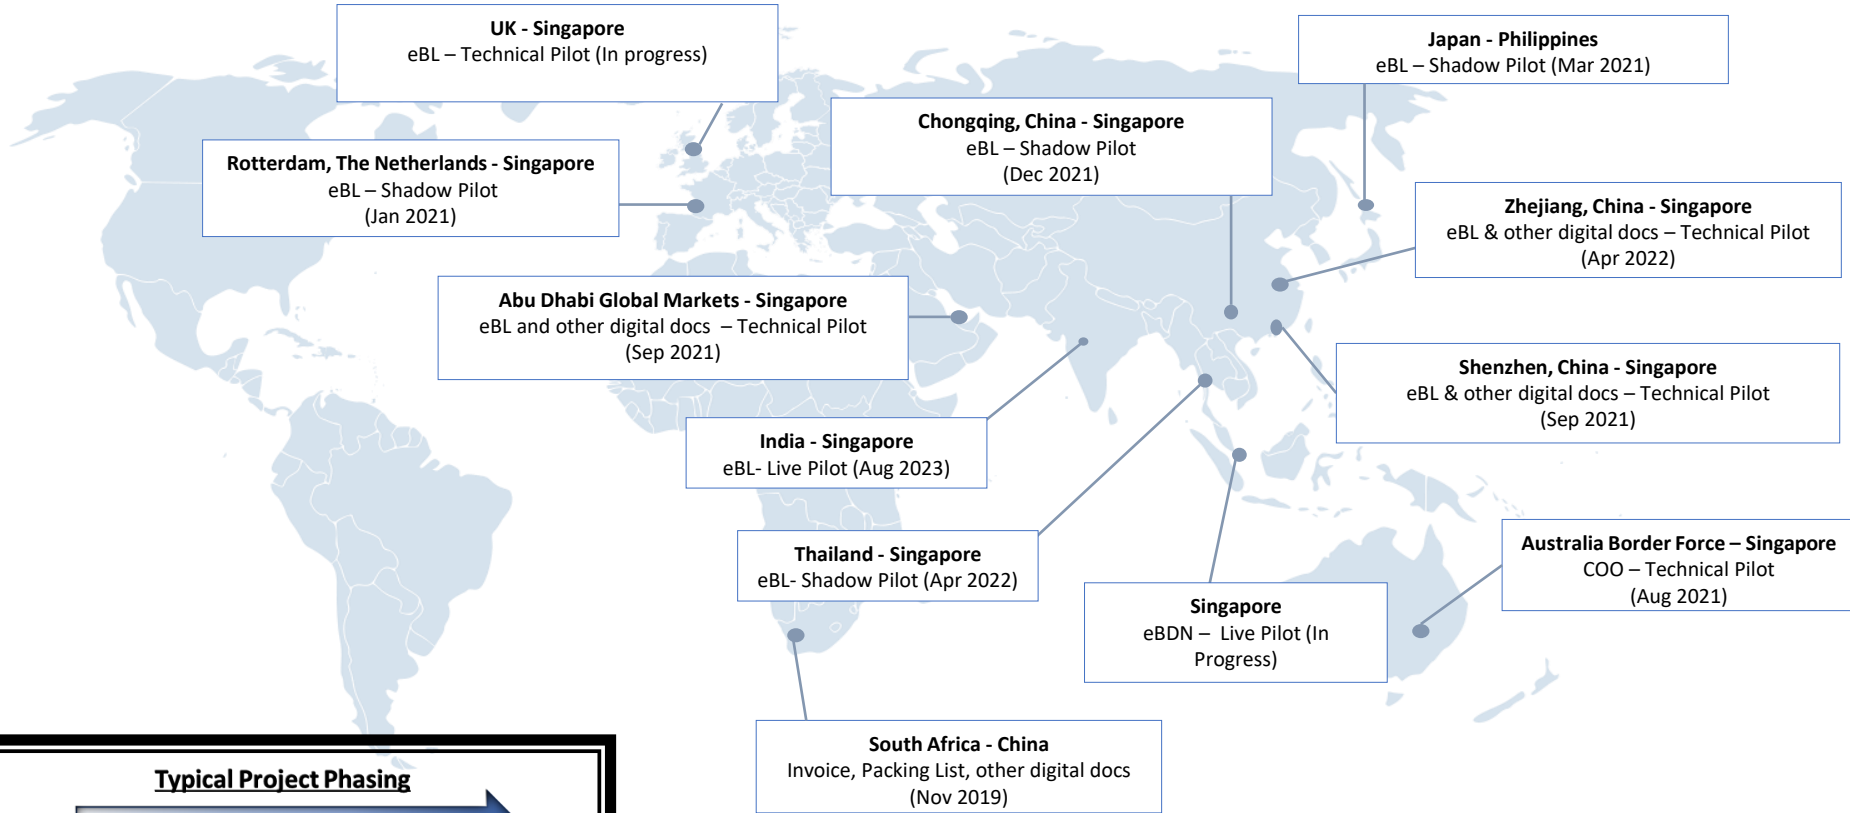 UK - Singapore
eBL – Technical Pilot (In progress)
Japan - Philippines
eBL – Shadow Pilot (Mar 2021)
Chongqing, China - Singapore
eBL – Shadow Pilot
(Dec 2021)
Rotterdam, The Netherlands - Singapore
eBL – Shadow Pilot
(Jan 2021)
Zhejiang, China - Singapore
eBL & other digital docs – Technical Pilot
(Apr 2022)
Abu Dhabi Global Markets - Singapore
eBL and other digital docs – Technical Pilot
(Sep 2021)
Shenzhen, China - Singapore
eBL & other digital docs – Technical Pilot
(Sep 2021)
India - Singapore
eBL- Live Pilot (Aug 2023)
Thailand - Singapore
eBL- Shadow Pilot (Apr 2022)
Australia Border Force – Singapore
COO – Technical Pilot
(Aug 2021)
Singapore
eBDN – Live Pilot (In
Progress)
South Africa - China
Invoice, Packing List, other digital docs
(Nov 2019)
Typical Project Phasing